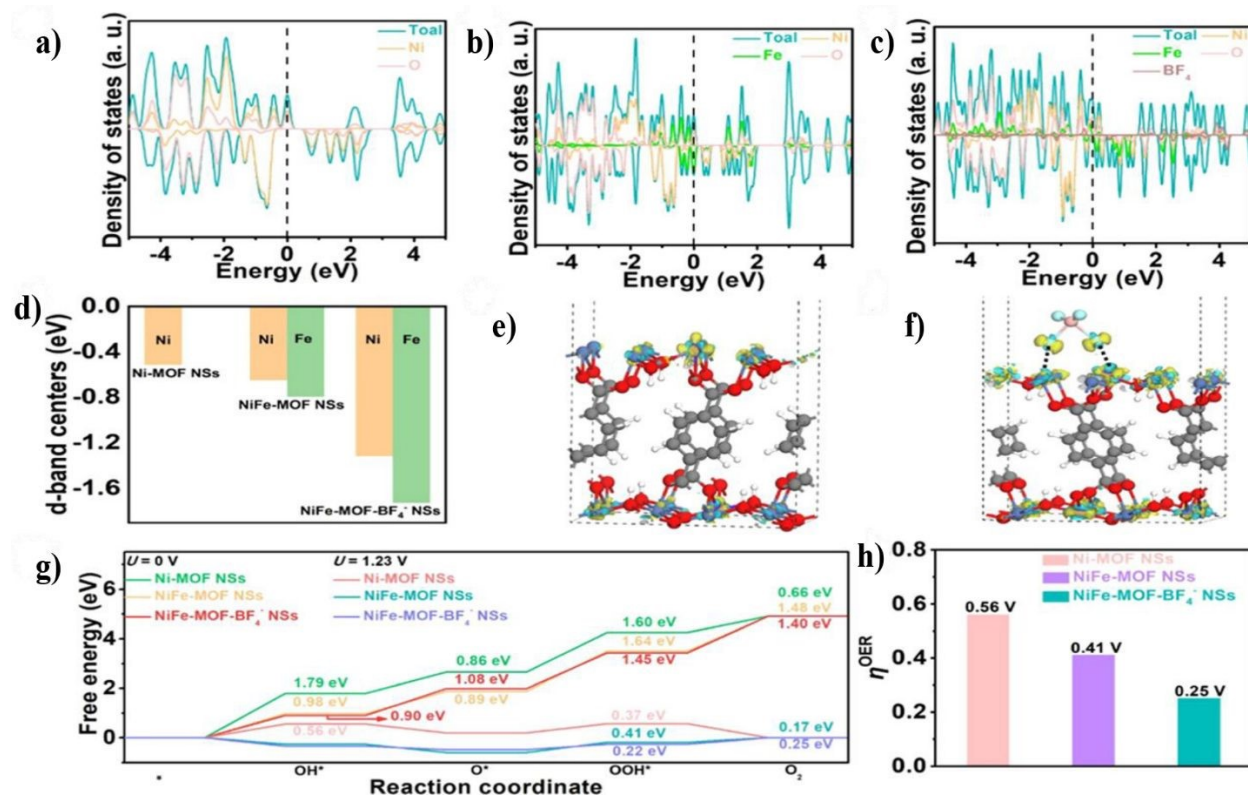 a)
Toal
Ni
O
Density of states (a. u.)
-4 -2 0 2 4
Energy (eV)
b)
Toal Ni
Fe O
Density of states (a. u.)
-4 -2 0 2 4
Energy (eV)
c)
Toal Ni
Fe O
BF4
Density of states (a. u.)
-4 -2 0 2 4
Energy (eV)
d)
d-band centers (eV)
0.0
-0.4
-0.8
-1.2
-1.6
Ni
Ni-MOF NSs
Ni Fe
NiFe-MOF NSs
Ni Fe
NiFe-MOF-BF4- NSs
e)
f)
g)
Free energy (eV)
6
4
2
0
U = 0 V U = 1.23 V
Ni-MOF NSs Ni-MOF NSs
NiFe-MOF NSs NiFe-MOF NSs
NiFe-MOF-BF4- NSs NiFe-MOF-BF4- NSs
1.79 eV
0.98 eV
0.90 eV
0.56 eV
0.86 eV
1.08 eV
0.89 eV
1.60 eV
1.64 eV
1.45 eV
0.37 eV
0.41 eV
0.22 eV
0.66 eV
1.48 eV
1.40 eV
0.17 eV
0.25 eV
* OH* O* OOH* O2
Reaction coordinate
h)
ηOER
0.8
0.6
0.4
0.2
0.0
Ni-MOF NSs
NiFe-MOF NSs
NiFe-MOF-BF4- NSs
0.56 V
0.41 V
0.25 V